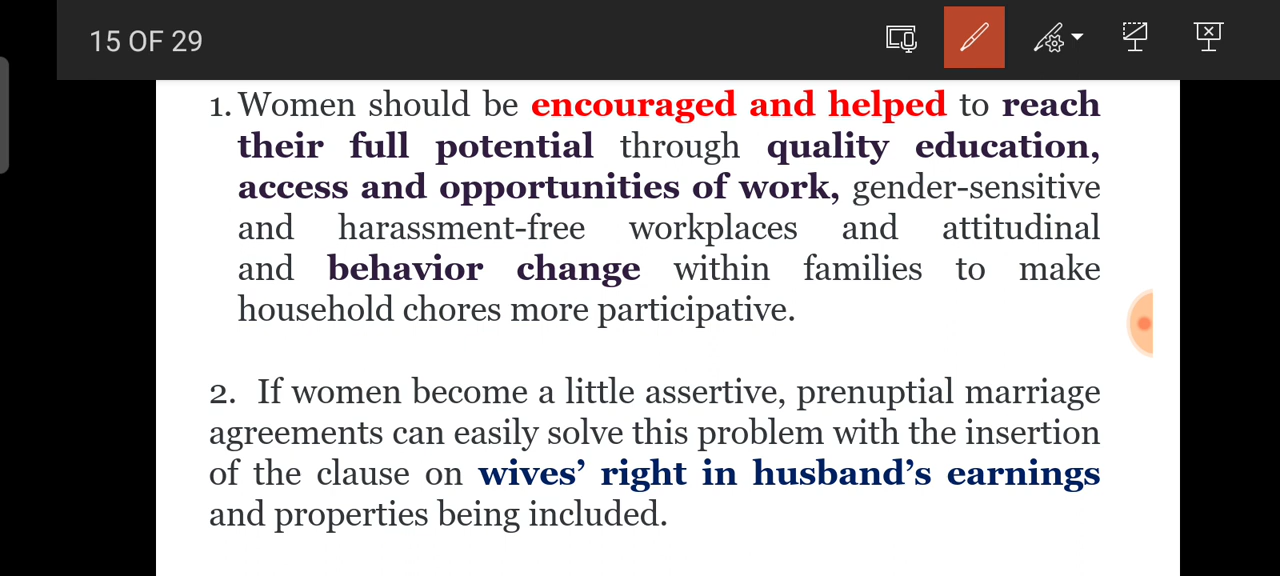 15 OF 29
1. Women should be encouraged and helped to reach
their full potential through quality education,
access and opportunities of work, gender-sensitive
and harassment-free workplaces and attitudinal
and behavior change within families to make
household chores more participative.
2. If women become a little assertive, prenuptial marriage
agreements can easily solve this problem with the insertion
of the clause on wives’ right in husband’s earnings
and properties being included.